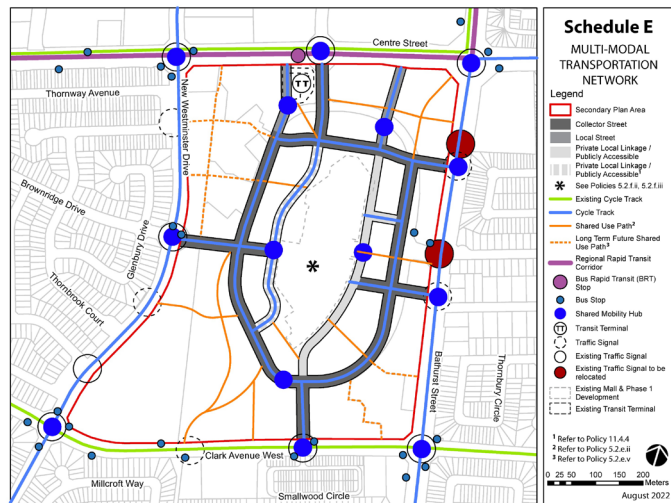 Centre Street
Thornway Avenue
New Westminster Drive
TT
Brownridge Drive
Glenbury Drive
Thornbrook Court
*
Bathurst Street
Thornbury Circle
Clark Avenue West
Millcroft Way
Smallwood Circle
Schedule E
MULTI-MODAL
TRANSPORTATION
NETWORK
Legend
Secondary Plan Area
Collector Street
Local Street
Private Local Linkage /
Publicly Accessible
Private Local Linkage /
Publicly Accessible¹
* See Policies 5.2.f.ii, 5.2.f.iii
Existing Cycle Track
Cycle Track
Shared Use Path²
Long Term Future Shared
Use Path³
Regional Rapid Transit
Corridor
Bus Rapid Transit (BRT)
Stop
Bus Stop
Shared Mobility Hub
TT Transit Terminal
Traffic Signal
Existing Traffic Signal
Existing Traffic Signal to be
relocated
Existing Mall & Phase 1
Development
Existing Transit Terminal
¹ Refer to Policy 11.4.4
² Refer to Policy 5.2.e.ii
³ Refer to Policy 5.2.e.v
0 25 50 100 150 200
Meters
August 2022